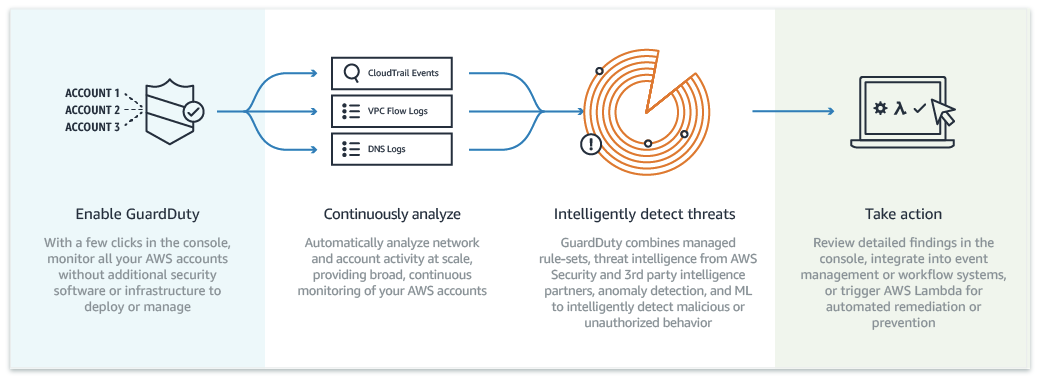 ACCOUNT 1
ACCOUNT 2
ACCOUNT 3
CloudTrail Events
VPC Flow Logs
DNS Logs
Enable GuardDuty
With a few clicks in the console,
monitor all your AWS accounts
without additional security
software or infrastructure to
deploy or manage
Continuously analyze
Automatically analyze network
and account activity at scale,
providing broad, continuous
monitoring of your AWS accounts
Intelligently detect threats
GuardDuty combines managed
rule-sets, threat intelligence from AWS
Security and 3rd party intelligence
partners, anomaly detection, and ML
to intelligently detect malicious or
unauthorized behavior
Take action
Review detailed findings in the
console, integrate into event
management or workflow systems,
or trigger AWS Lambda for
automated remediation or
prevention